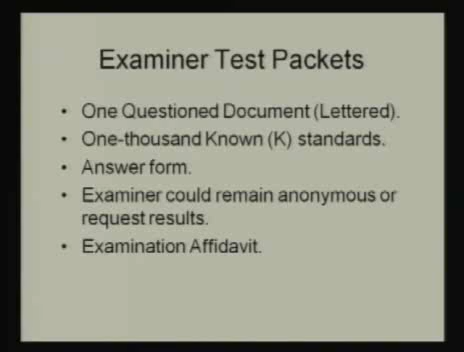 Examiner Test Packets
• One Questioned Document (Lettered).
• One-thousand Known (K) standards.
• Answer form.
• Examiner could remain anonymous or
request results.
• Examination Affidavit.